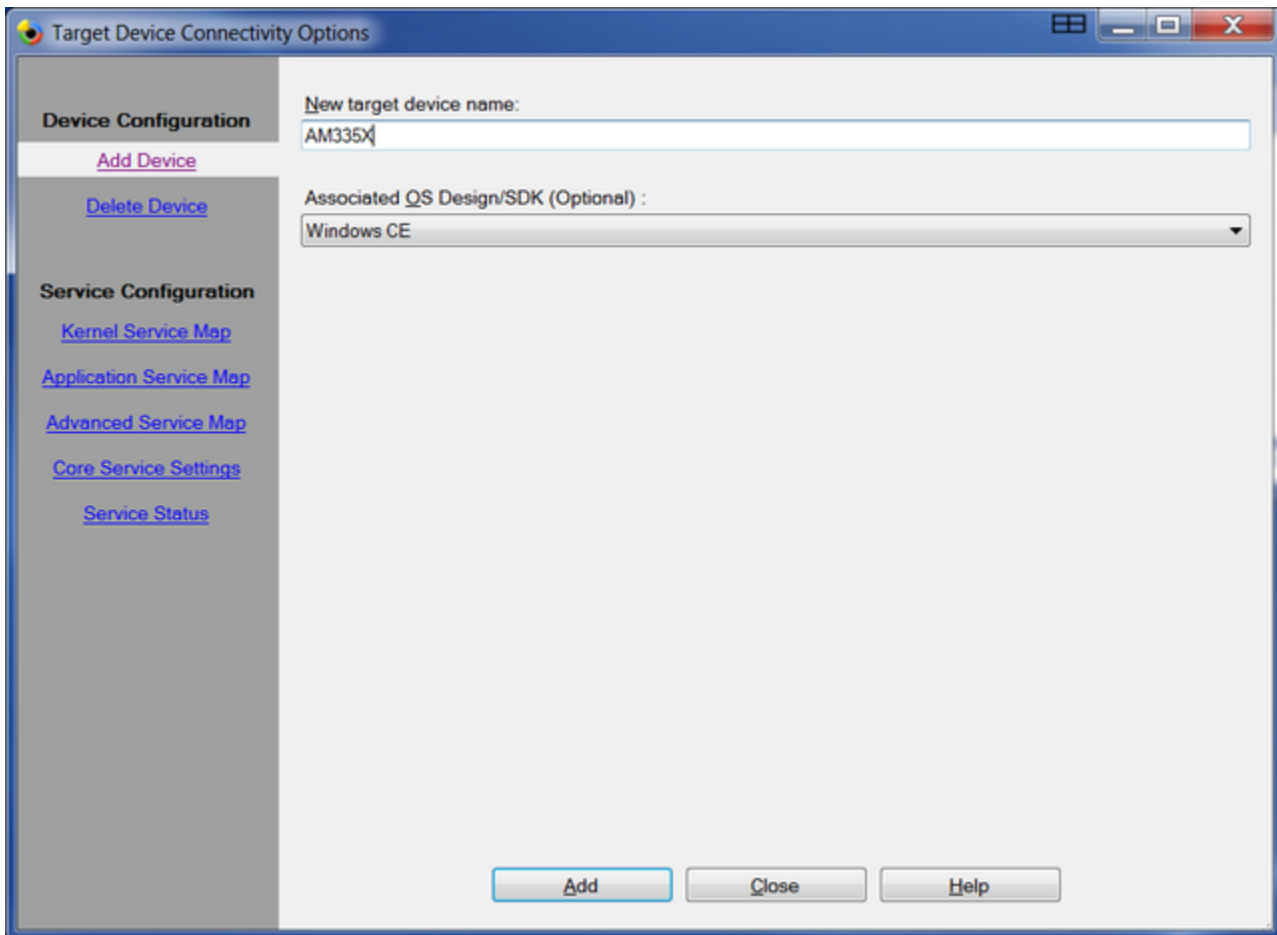 Target Device Connectivity Options
Device Configuration
Add Device
Delete Device
Service Configuration
Kernel Service Map
Application Service Map
Advanced Service Map
Core Service Settings
Service Status
New target device name:
AM335X
Associated OS Design/SDK (Optional) :
Windows CE
Add
Close
Help